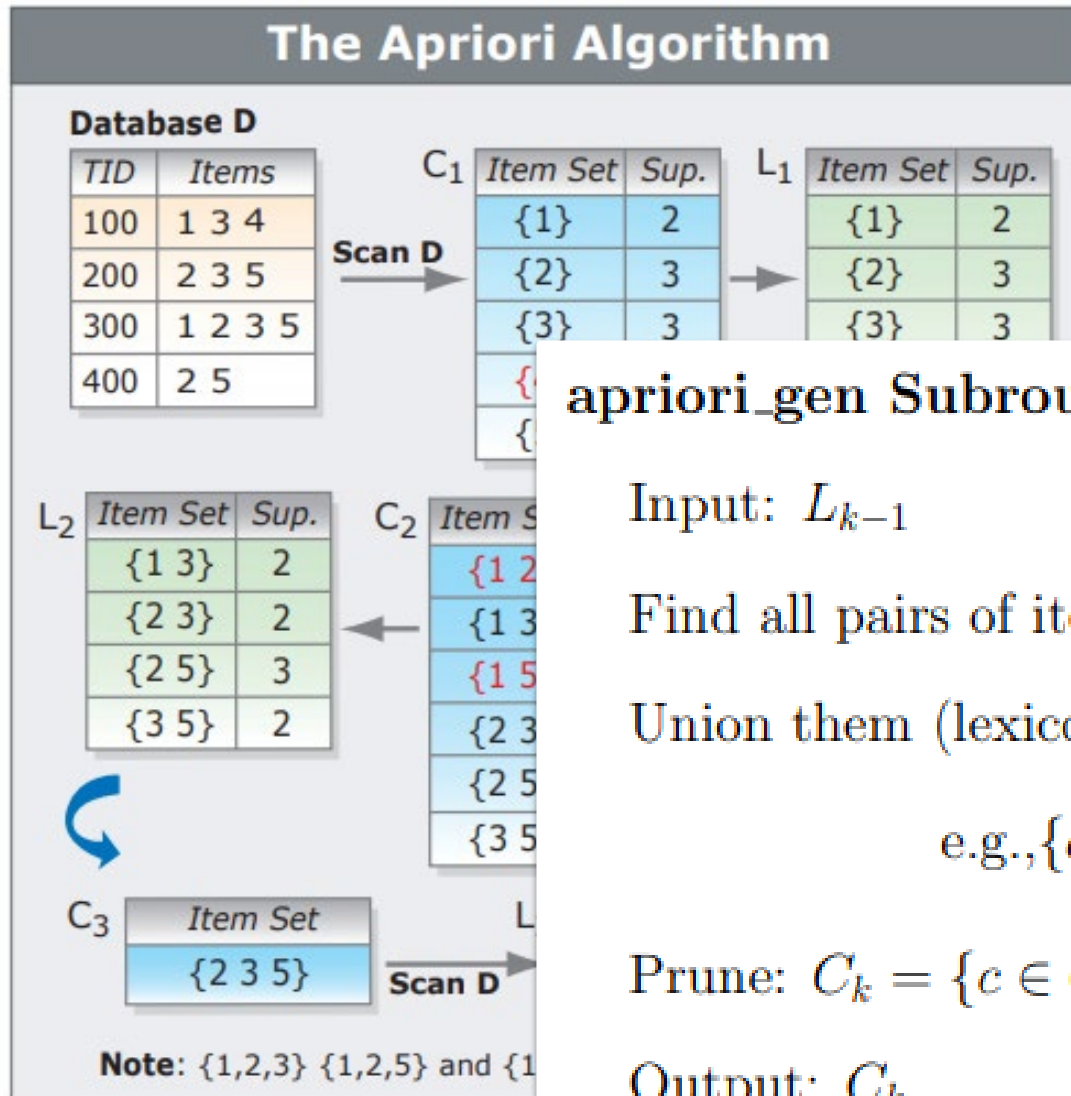 The Apriori Algorithm
Database D
TID Items
100 1 3 4
200 2 3 5
300 1 2 3 5
400 2 5
Scan D
C1 Item Set Sup.
{1} 2
{2} 3
{3} 3
L1 Item Set Sup.
{1} 2
{2} 3
{3} 3
L2 Item Set Sup.
{1 3} 2
{2 3} 2
{2 5} 3
{3 5} 2
C2 Item S
{1 2
{1 3
{1 5
{2 3
{2 5
{3 5
C3 Item Set
{2 3 5}
Scan D
L
Note: {1,2,3} {1,2,5} and {1
apriori_gen Subrou
Input: Lk−1
Find all pairs of it
Union them (lexico
e.g.,{
Prune: Ck = {c ∈
Output: Ck